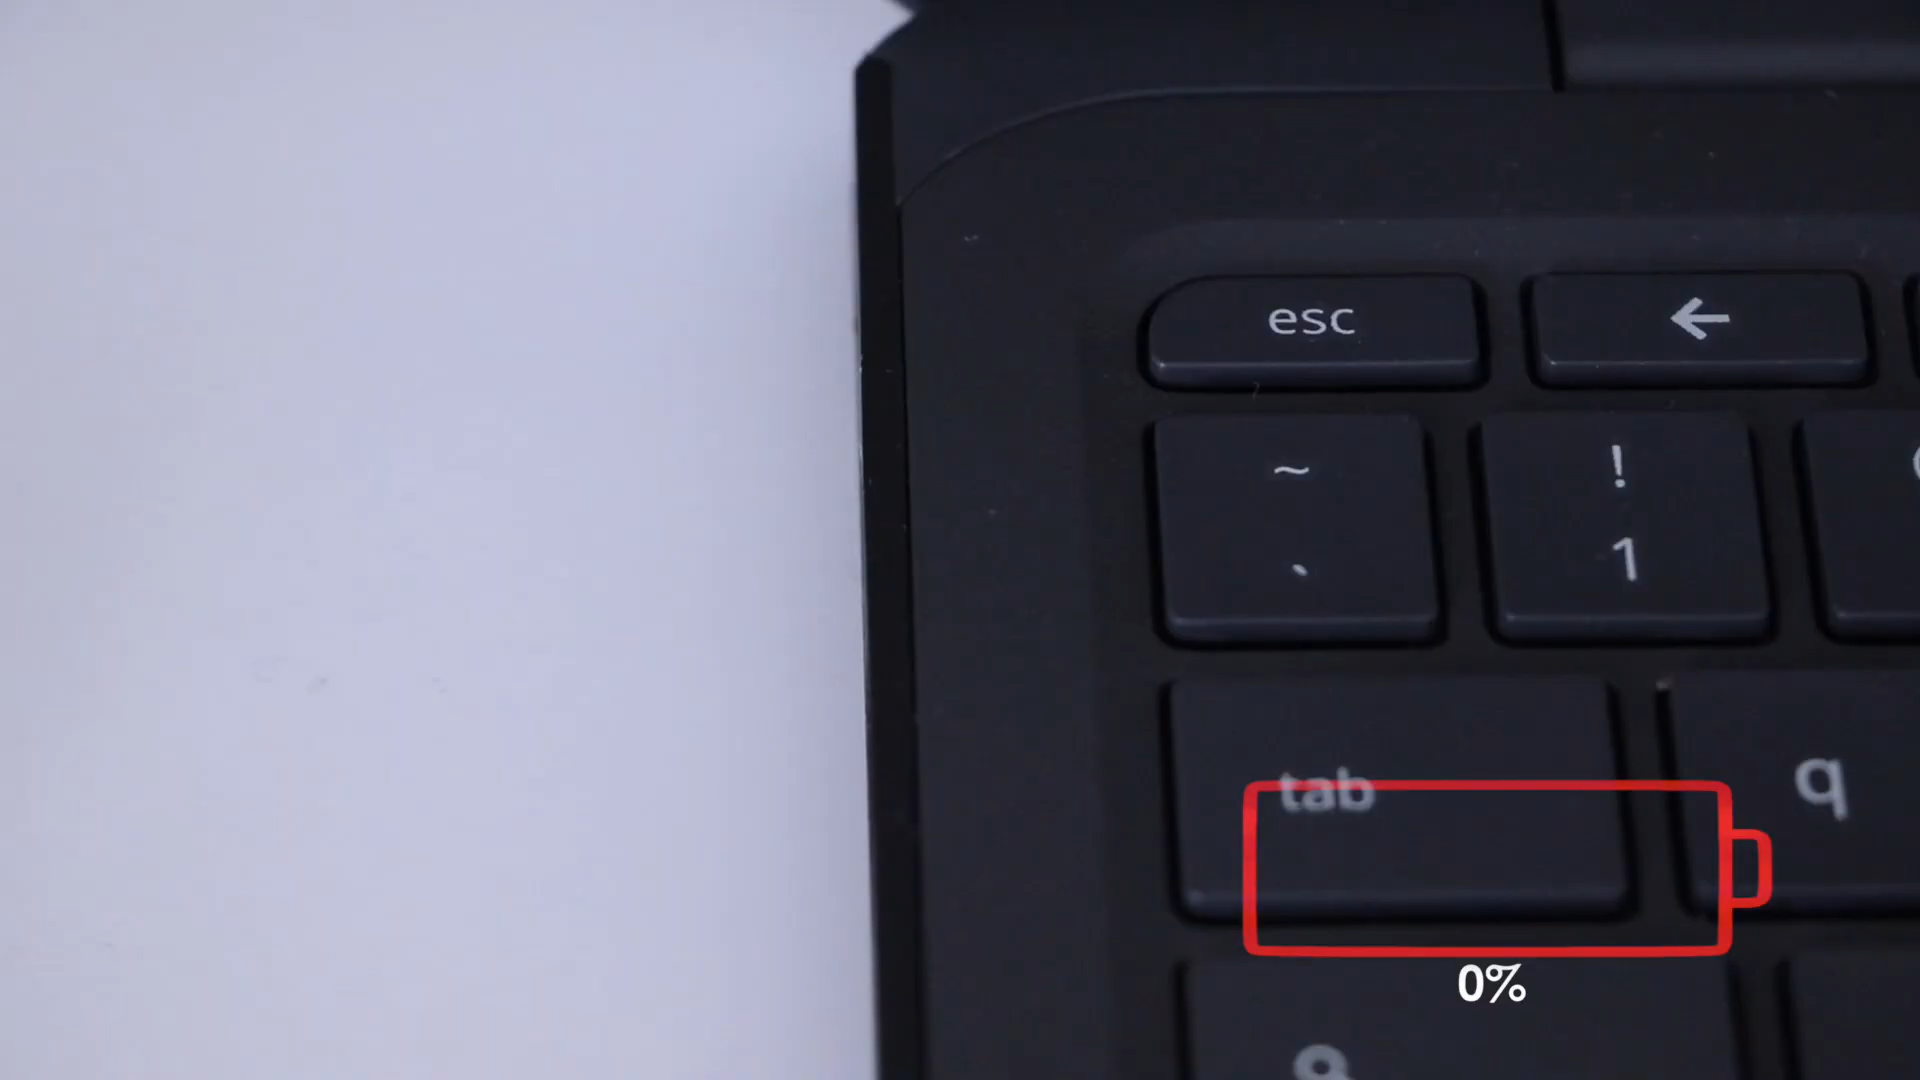 esc ←
~ !
` 1
tab q
0%